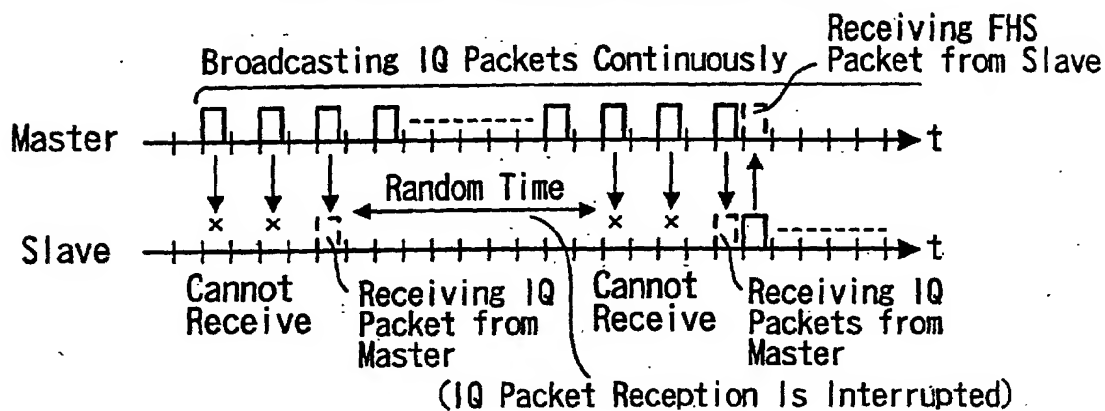 Receiving FHS
Packet from Slave
Broadcasting IQ Packets Continuously
Master
t
Random Time
× × × ×
Slave
t
Cannot
Receive
Receiving IQ
Packet from
Master
Cannot
Receive
Receiving IQ
Packets from
Master
(IQ Packet Reception Is Interrupted)